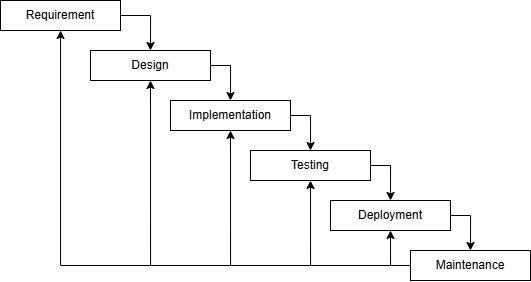 Requirement
Design
Implementation
Testing
Deployment
Maintenance